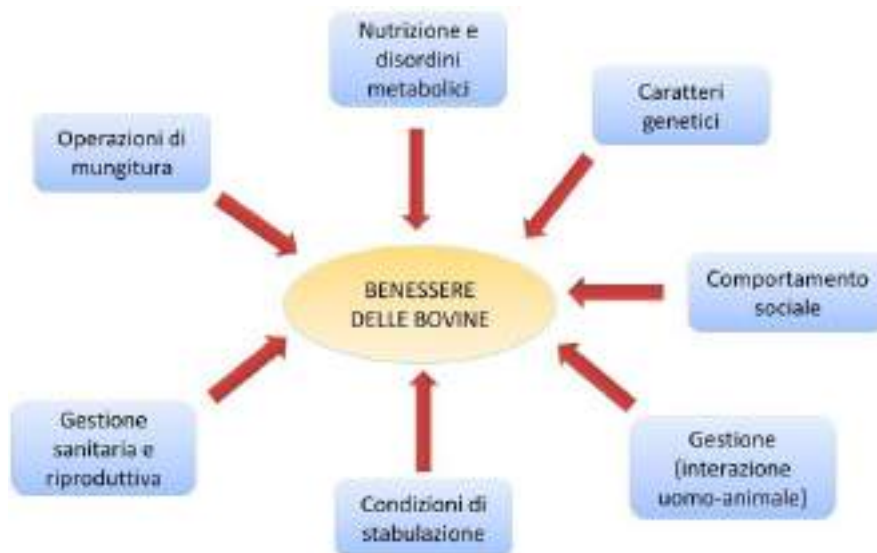 Nutrizione e
disordini
metabolici
Caratteri
genetici
Operazioni di
mungitura
BENESSERE
DELLE BOVINE
Comportamento
sociale
Gestione
sanitaria e
riproduttiva
Condizioni di
stabulazione
Gestione
(interazione
uomo-animale)